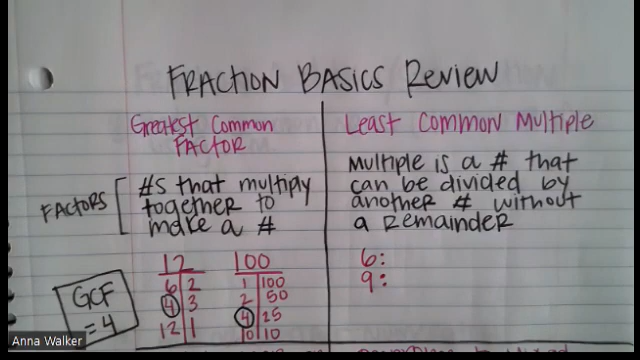 FRACTION BASICS REVIEW
Greatest Common
FACTOR
FACTORS
#s that multiply
together to
make a #
12
6 2
4 3
12 1
100
1 100
2 50
4 25
10 10
GCF
= 4
Least Common Multiple
Multiple is a # that
can be divided by
another # without
a remainder
6:
9:
Anna Walker